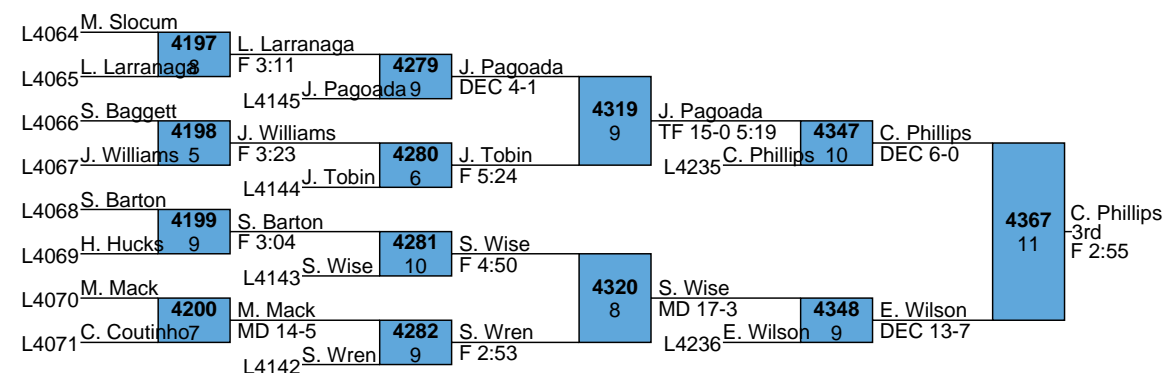 L4064 M. Slocum
4197
8
L4065 L. Larranaga
L. Larranaga
F 3:11
4279
9
L4145 J. Pagoada
J. Pagoada
DEC 4-1
L4066 S. Baggett
4198
5
L4067 J. Williams
J. Williams
F 3:23
4280
6
L4144 J. Tobin
J. Tobin
F 5:24
4319
9
J. Pagoada
TF 15-0 5:19
4347
10
L4235 C. Phillips
C. Phillips
DEC 6-0
L4068 S. Barton
4199
9
L4069 H. Hucks
S. Barton
F 3:04
4281
10
L4143 S. Wise
S. Wise
F 4:50
L4070 M. Mack
4200
7
L4071 C. Coutinho
M. Mack
MD 14-5
4282
9
L4142 S. Wren
S. Wren
F 2:53
4320
8
S. Wise
MD 17-3
4348
9
L4236 E. Wilson
E. Wilson
DEC 13-7
4367
11
C. Phillips
3rd
F 2:55